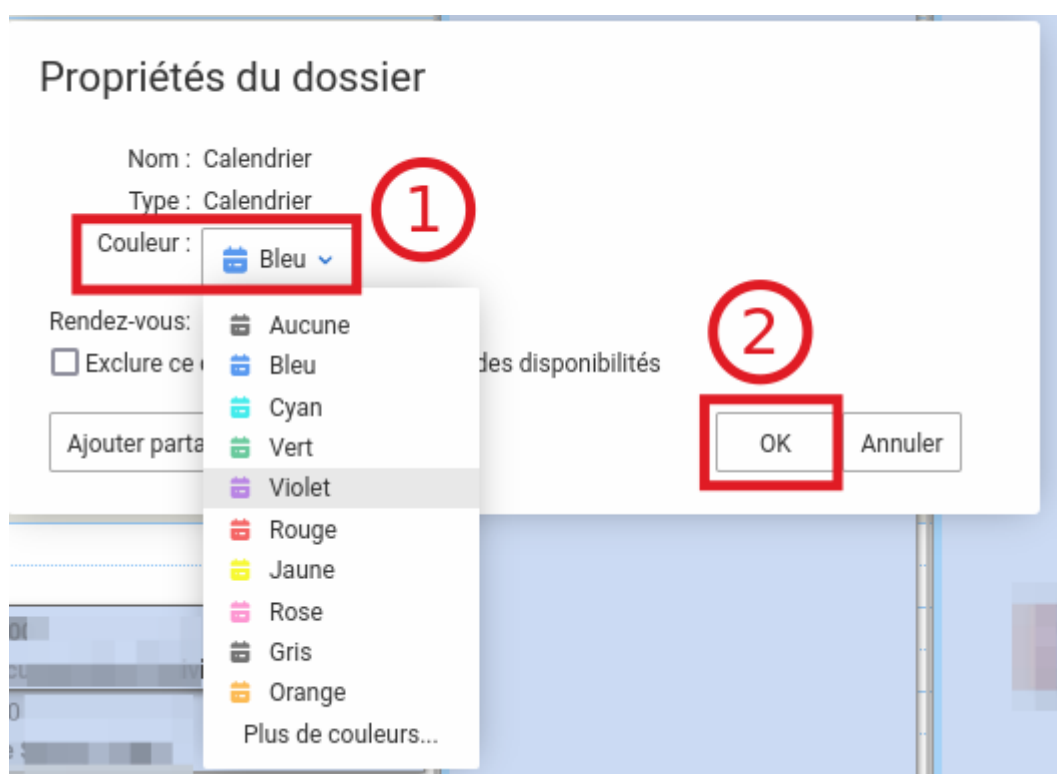 Propriétés du dossier
Nom : Calendrier
Type : Calendrier
1
Couleur : Bleu
Rendez-vous:
Aucune
2
Exclure ce
Bleu
des disponibilités
Cyan
Ajouter
Vert
OK
Annuler
Violet
Rouge
Jaune
Rose
Gris
Orange
Plus de couleurs...